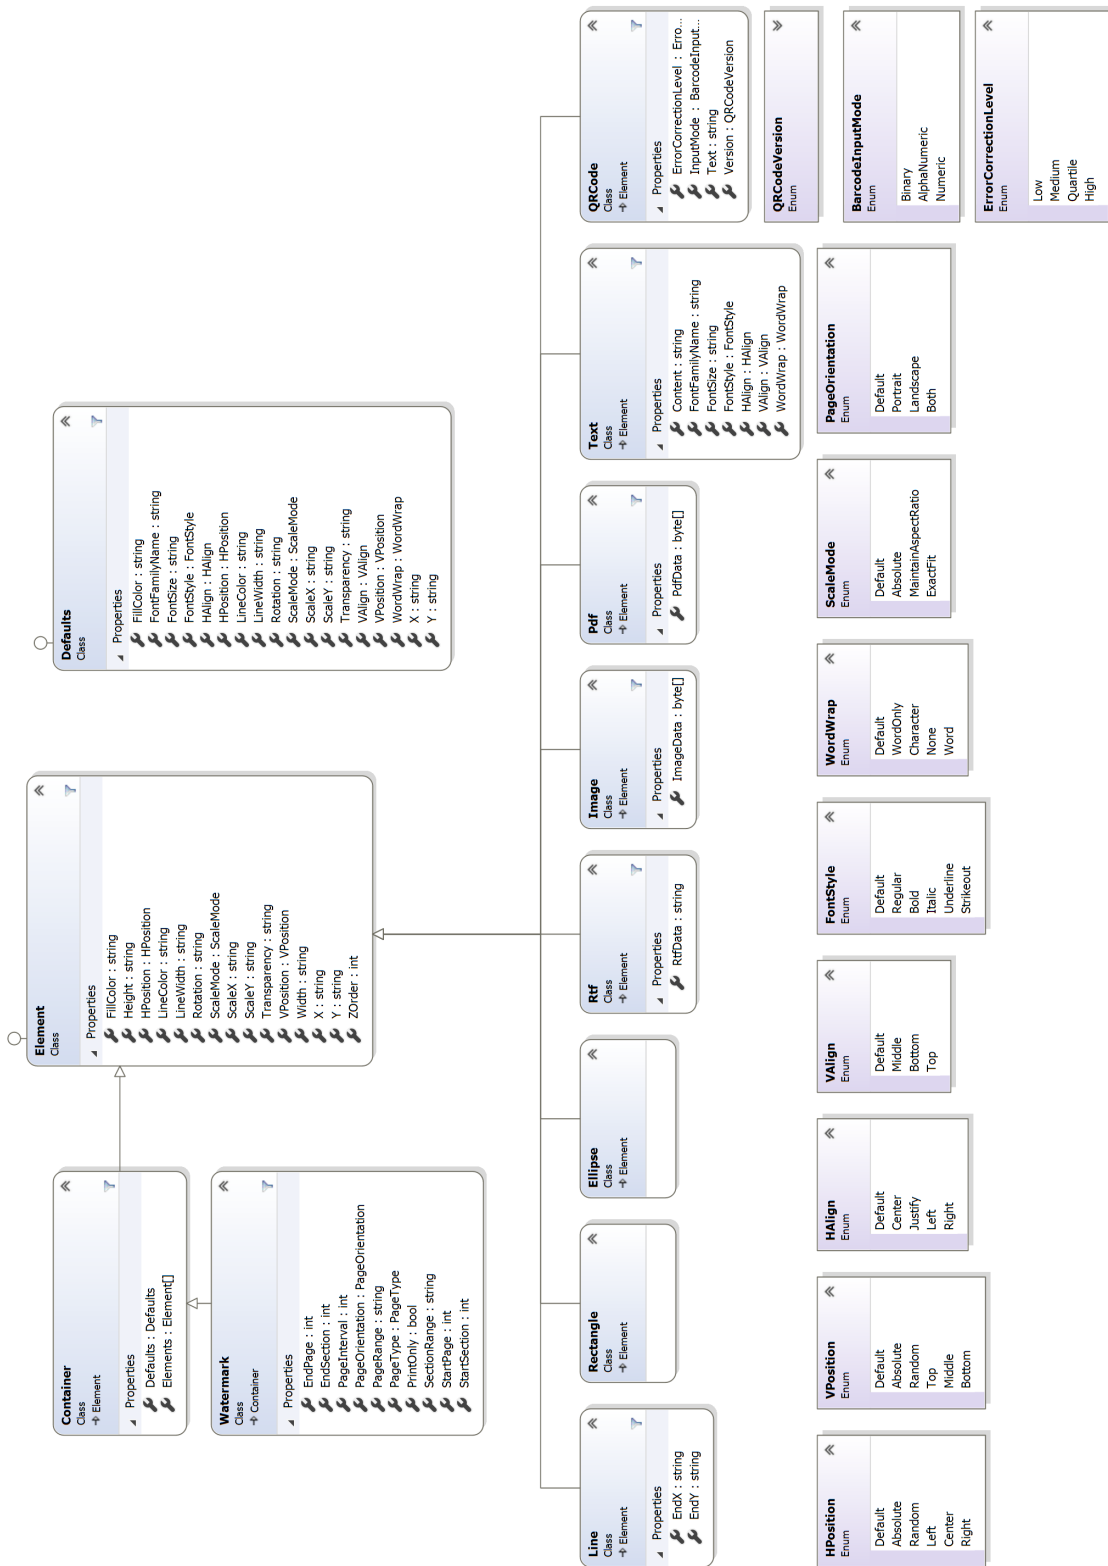 Container
Class
Element
Properties
Defaults : Defaults
Elements : Element[]
Watermark
Class
Container
Properties
EndPage : int
EndSection : int
PageInterval : int
PageOrientation : PageOrientation
PageRange : string
PageType : PageType
PrintOnly : bool
SectionRange : string
StartPage : int
StartSection : int
Element
Class
Properties
FillColor : string
Height : string
HPosition : HPosition
LineColor : string
LineWidth : string
Rotation : string
ScaleMode : ScaleMode
ScaleX : string
ScaleY : string
Transparency : string
VPosition : VPosition
Width : string
X : string
Y : string
ZOrder : int
Defaults
Class
Properties
FillColor : string
FontFamilyName : string
FontSize : string
FontStyle : FontStyle
HAlign : HAlign
HPosition : HPosition
LineColor : string
LineWidth : string
Rotation : string
ScaleMode : ScaleMode
ScaleX : string
ScaleY : string
Transparency : string
VAlign : VAlign
VPosition : VPosition
WordWrap : WordWrap
X : string
Y : string
Line
Class
Element
Properties
EndX : string
EndY : string
Rectangle
Class
Element
Ellipse
Class
Element
Rtf
Class
Element
Properties
RtfData : string
Image
Class
Element
Properties
ImageData : byte[]
Pdf
Class
Element
Properties
PdfData : byte[]
Text
Class
Element
Properties
Content : string
FontFamilyName : string
FontSize : string
FontStyle : FontStyle
HAlign : HAlign
VAlign : VAlign
WordWrap : WordWrap
QRCode
Class
Element
Properties
ErrorCorrectionLevel : Erro...
InputMode : BarcodeInput...
Text : string
Version : QRCodeVersion
QRCodeVersion
Enum
BarcodeInputMode
Enum
Binary
AlphaNumeric
Numeric
ErrorCorrectionLevel
Enum
Low
Medium
Quartile
High
HPosition
Enum
Default
Absolute
Random
Left
Center
Right
VPosition
Enum
Default
Absolute
Random
Top
Middle
Bottom
HAlign
Enum
Default
Center
Justify
Left
Right
VAlign
Enum
Default
Middle
Bottom
Top
FontStyle
Enum
Default
Regular
Bold
Italic
Underline
Strikeout
WordWrap
Enum
Default
WordOnly
Character
None
Word
ScaleMode
Enum
Default
Absolute
MaintainAspectRatio
ExactFit
PageOrientation
Enum
Default
Portrait
Landscape
Both